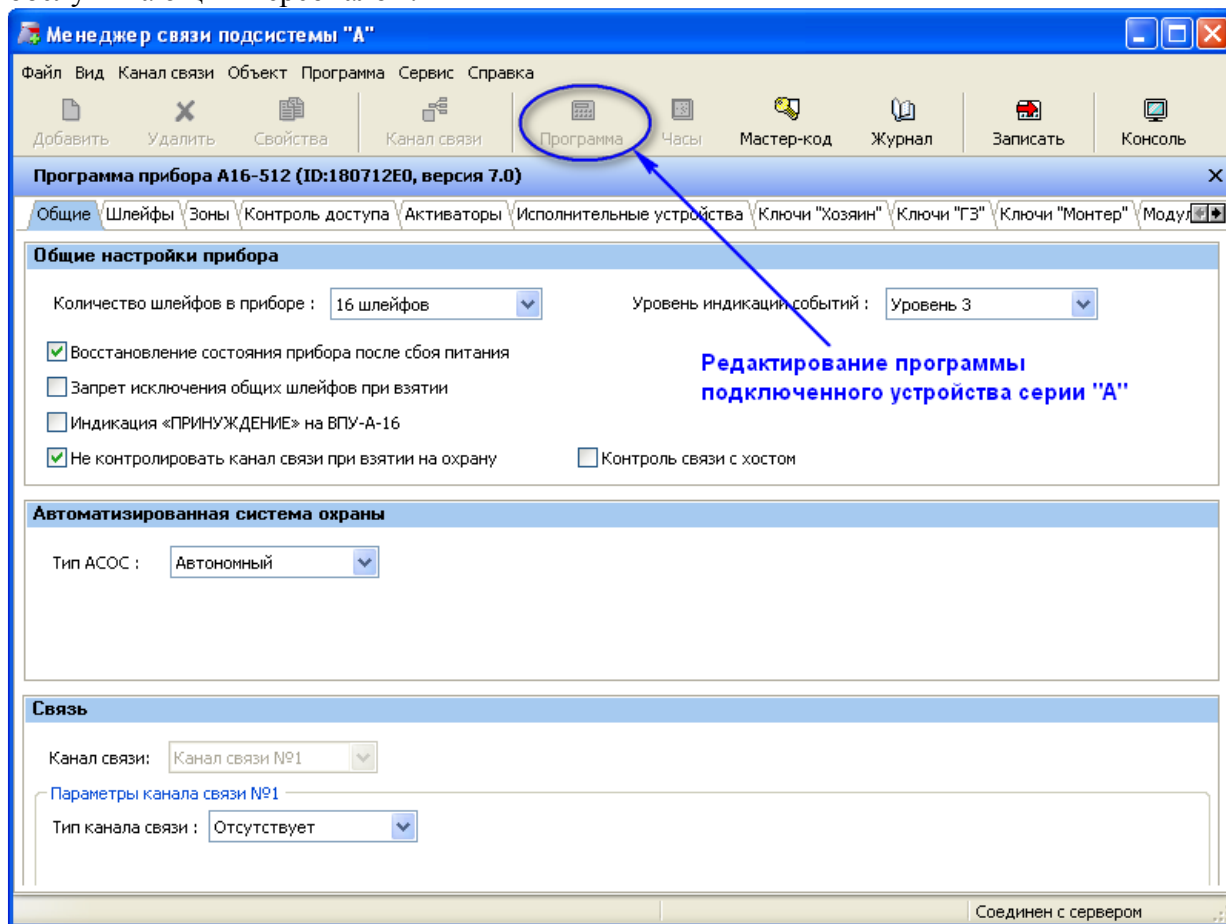 Менеджер связи подсистемы "А"
Файл Вид Канал связи Объект Программа Сервис Справка
Добавить Удалить Свойства Канал связи Программа Часы Мастер-код Журнал Записать Консоль
Программа прибора А16-512 (ID:180712E0, версия 7.0)
Общие Шлейфы Зоны Контроль доступа Активаторы Исполнительные устройства Ключи "Хозяин" Ключи "ГЗ" Ключи "Монтер"
Общие настройки прибора
Количество шлейфов в приборе : 16 шлейфов Уровень индикации событий : Уровень 3
Восстановление состояния прибора после сбоя питания
Запрет исключения общих шлейфов при взятии
Редактирование программы
подключенного устройства серии "А"
Индикация «ПРИНУЖДЕНИЕ» на ВПУ-А-16
Не контролировать канал связи при взятии на охрану Контроль связи с хостом
Автоматизированная система охраны
Тип АСОС : Автономный
Связь
Канал связи: Канал связи №1
Параметры канала связи №1
Тип канала связи : Отсутствует
Соединен с сервером